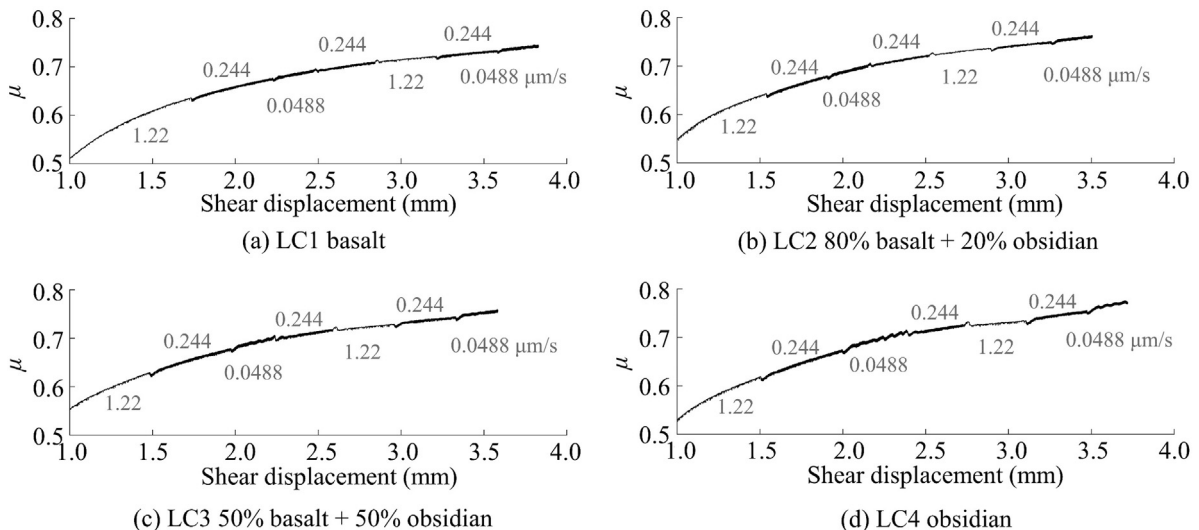 0.8
0.7
0.6
0.5
μ
0.244
0.244
0.244
1.22
0.0488
1.22
0.0488 μm/s
1.0 1.5 2.0 2.5 3.0 3.5 4.0
Shear displacement (mm)
(a) LC1 basalt
0.8
0.7
0.6
0.5
μ
0.244
0.244
0.244
1.22
0.0488
1.22
0.0488 μm/s
1.0 1.5 2.0 2.5 3.0 3.5 4.0
Shear displacement (mm)
(b) LC2 80% basalt + 20% obsidian
0.8
0.7
0.6
0.5
μ
0.244
0.244
0.244
1.22
0.0488
1.22
0.0488 μm/s
1.0 1.5 2.0 2.5 3.0 3.5 4.0
Shear displacement (mm)
(c) LC3 50% basalt + 50% obsidian
0.8
0.7
0.6
0.5
μ
0.244
0.244
0.244
1.22
0.0488
1.22
0.0488 μm/s
1.0 1.5 2.0 2.5 3.0 3.5 4.0
Shear displacement (mm)
(d) LC4 obsidian